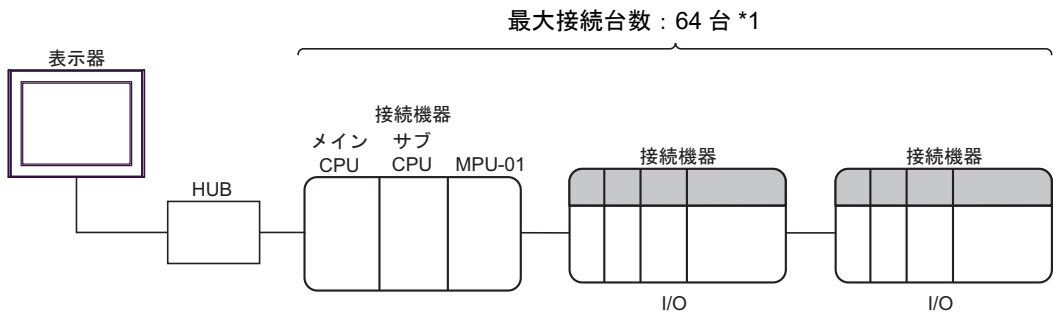 最大接続台数：64 台 *1
表示器
接続機器
メイン
CPU
サブ
CPU
MPU-01
接続機器
接続機器
HUB
I/O
I/O